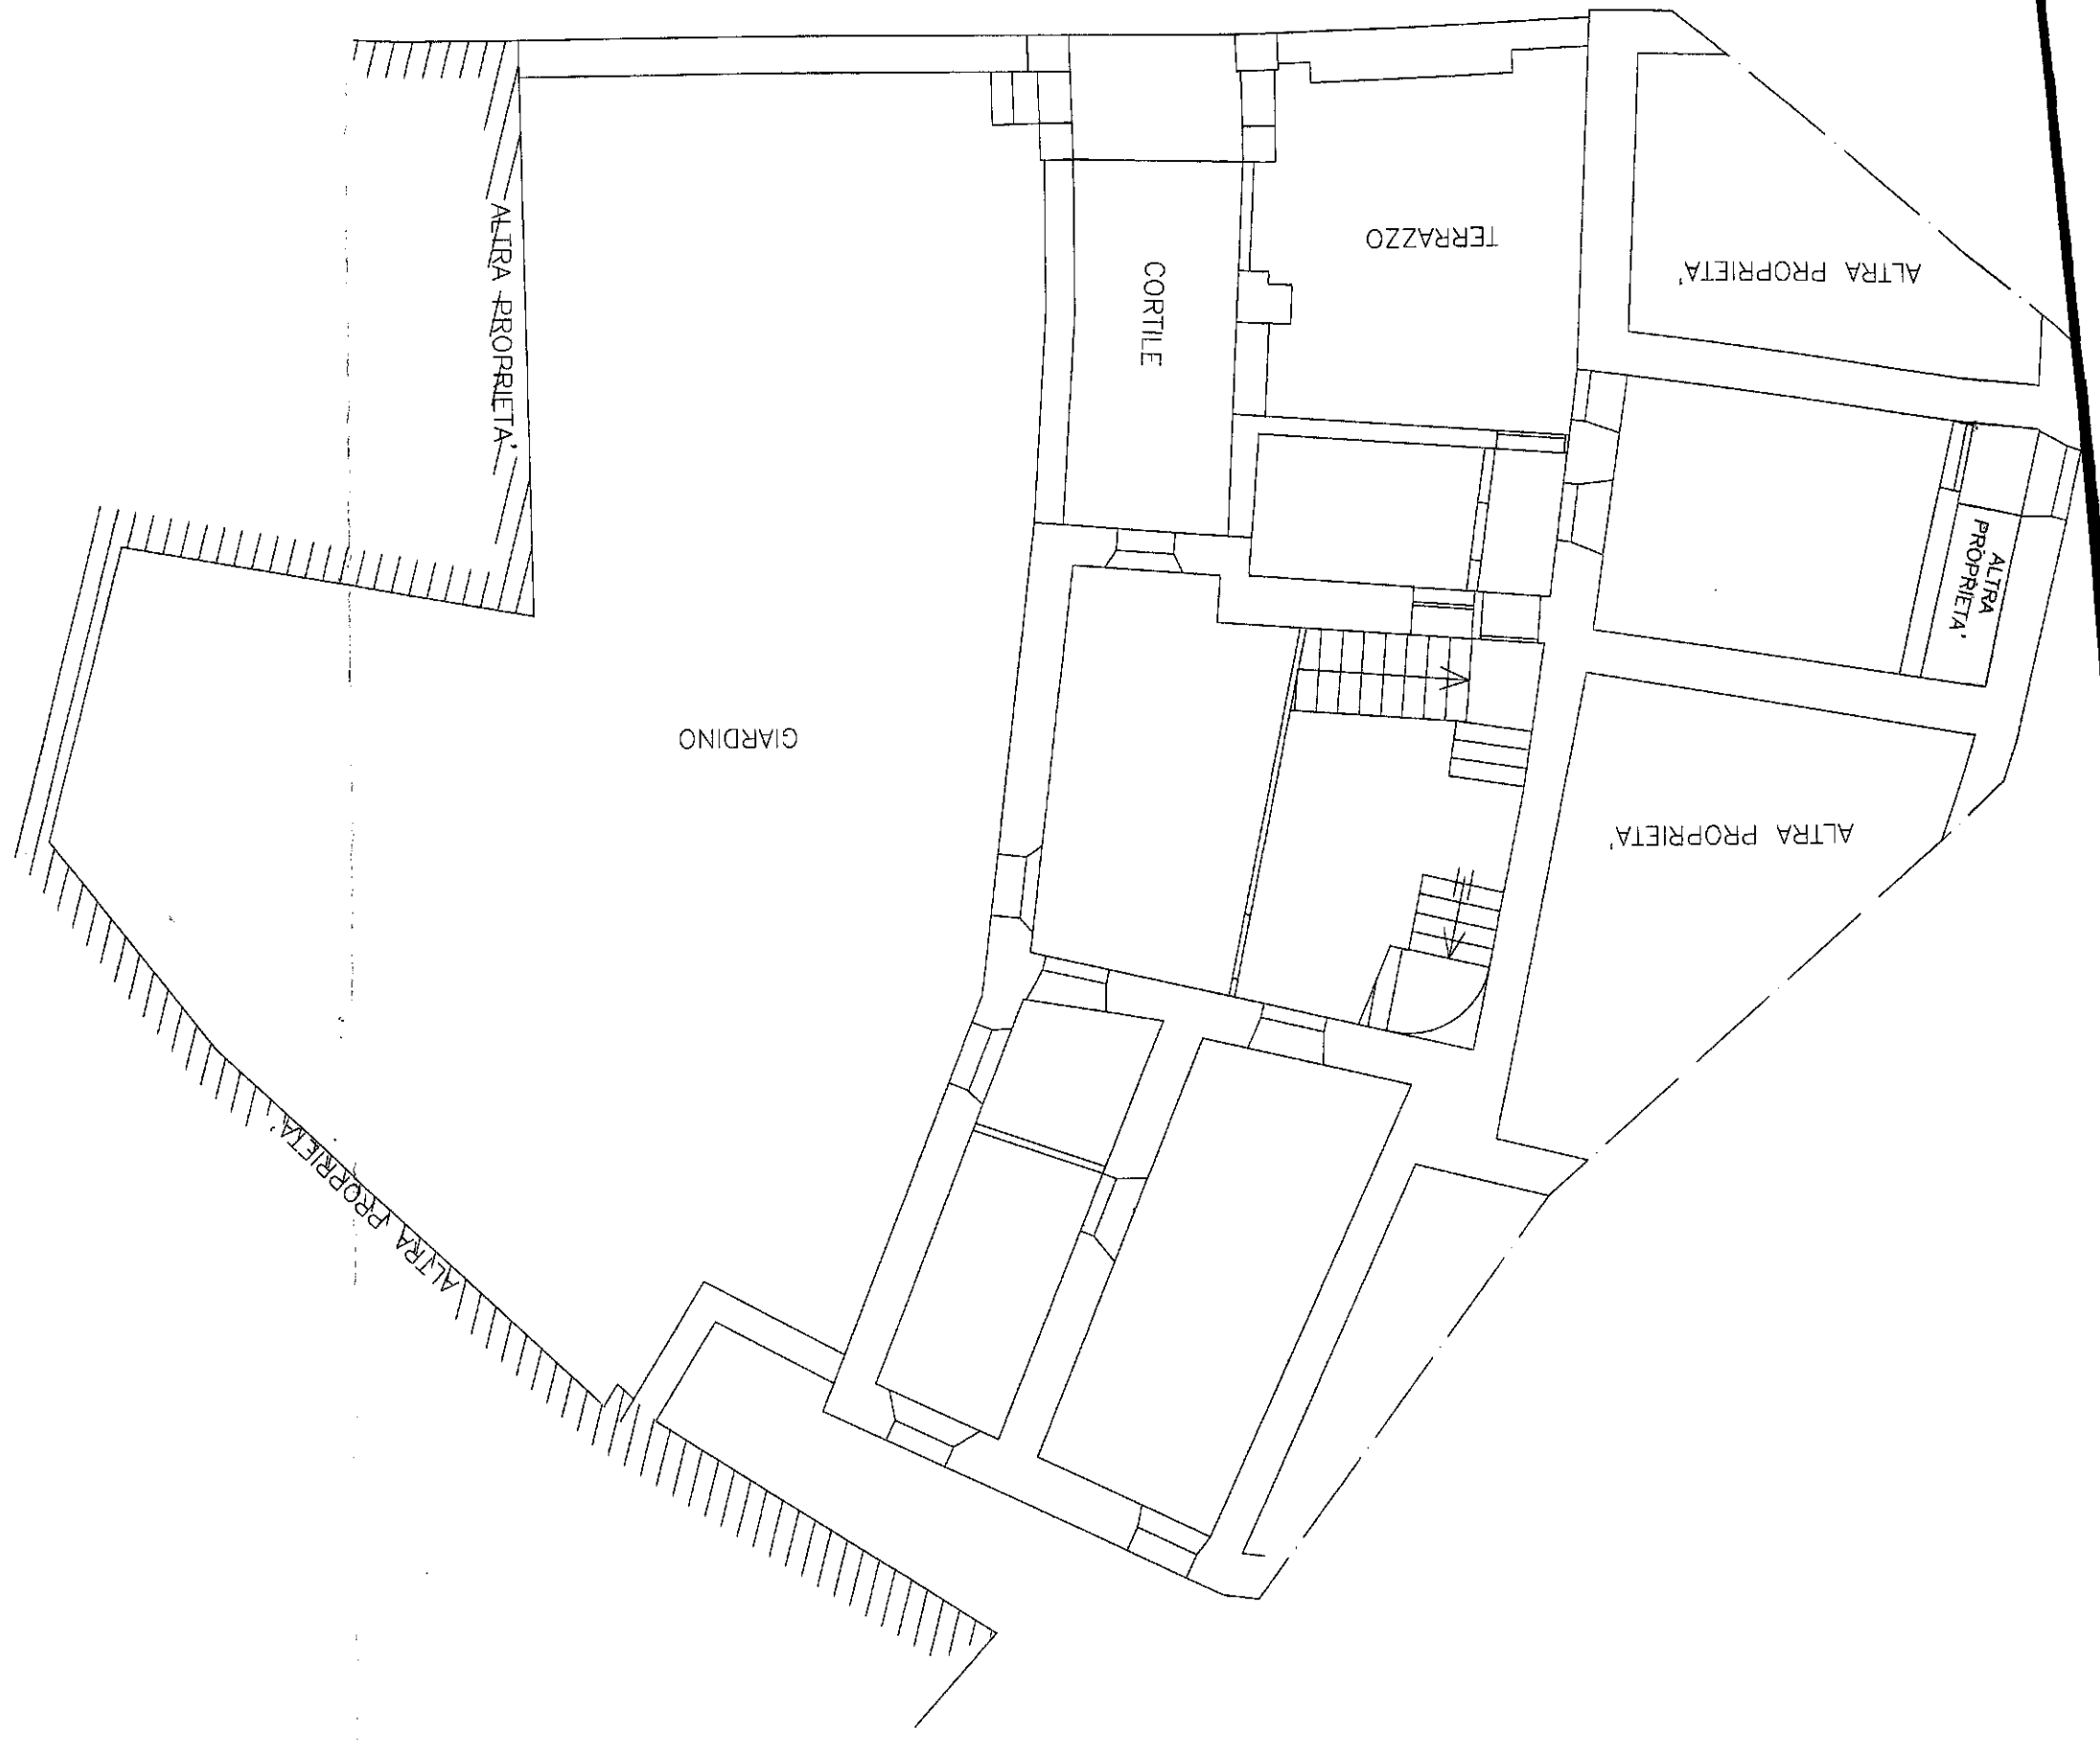 ALTRA PROPRIETA'
CORTILE
TERRAZZO
ALTRA PROPRIETA'
ALTRA
PROPRIETA'
GIARDINO
ALTRA PROPRIETA'
ALTRA PROPRIETA'